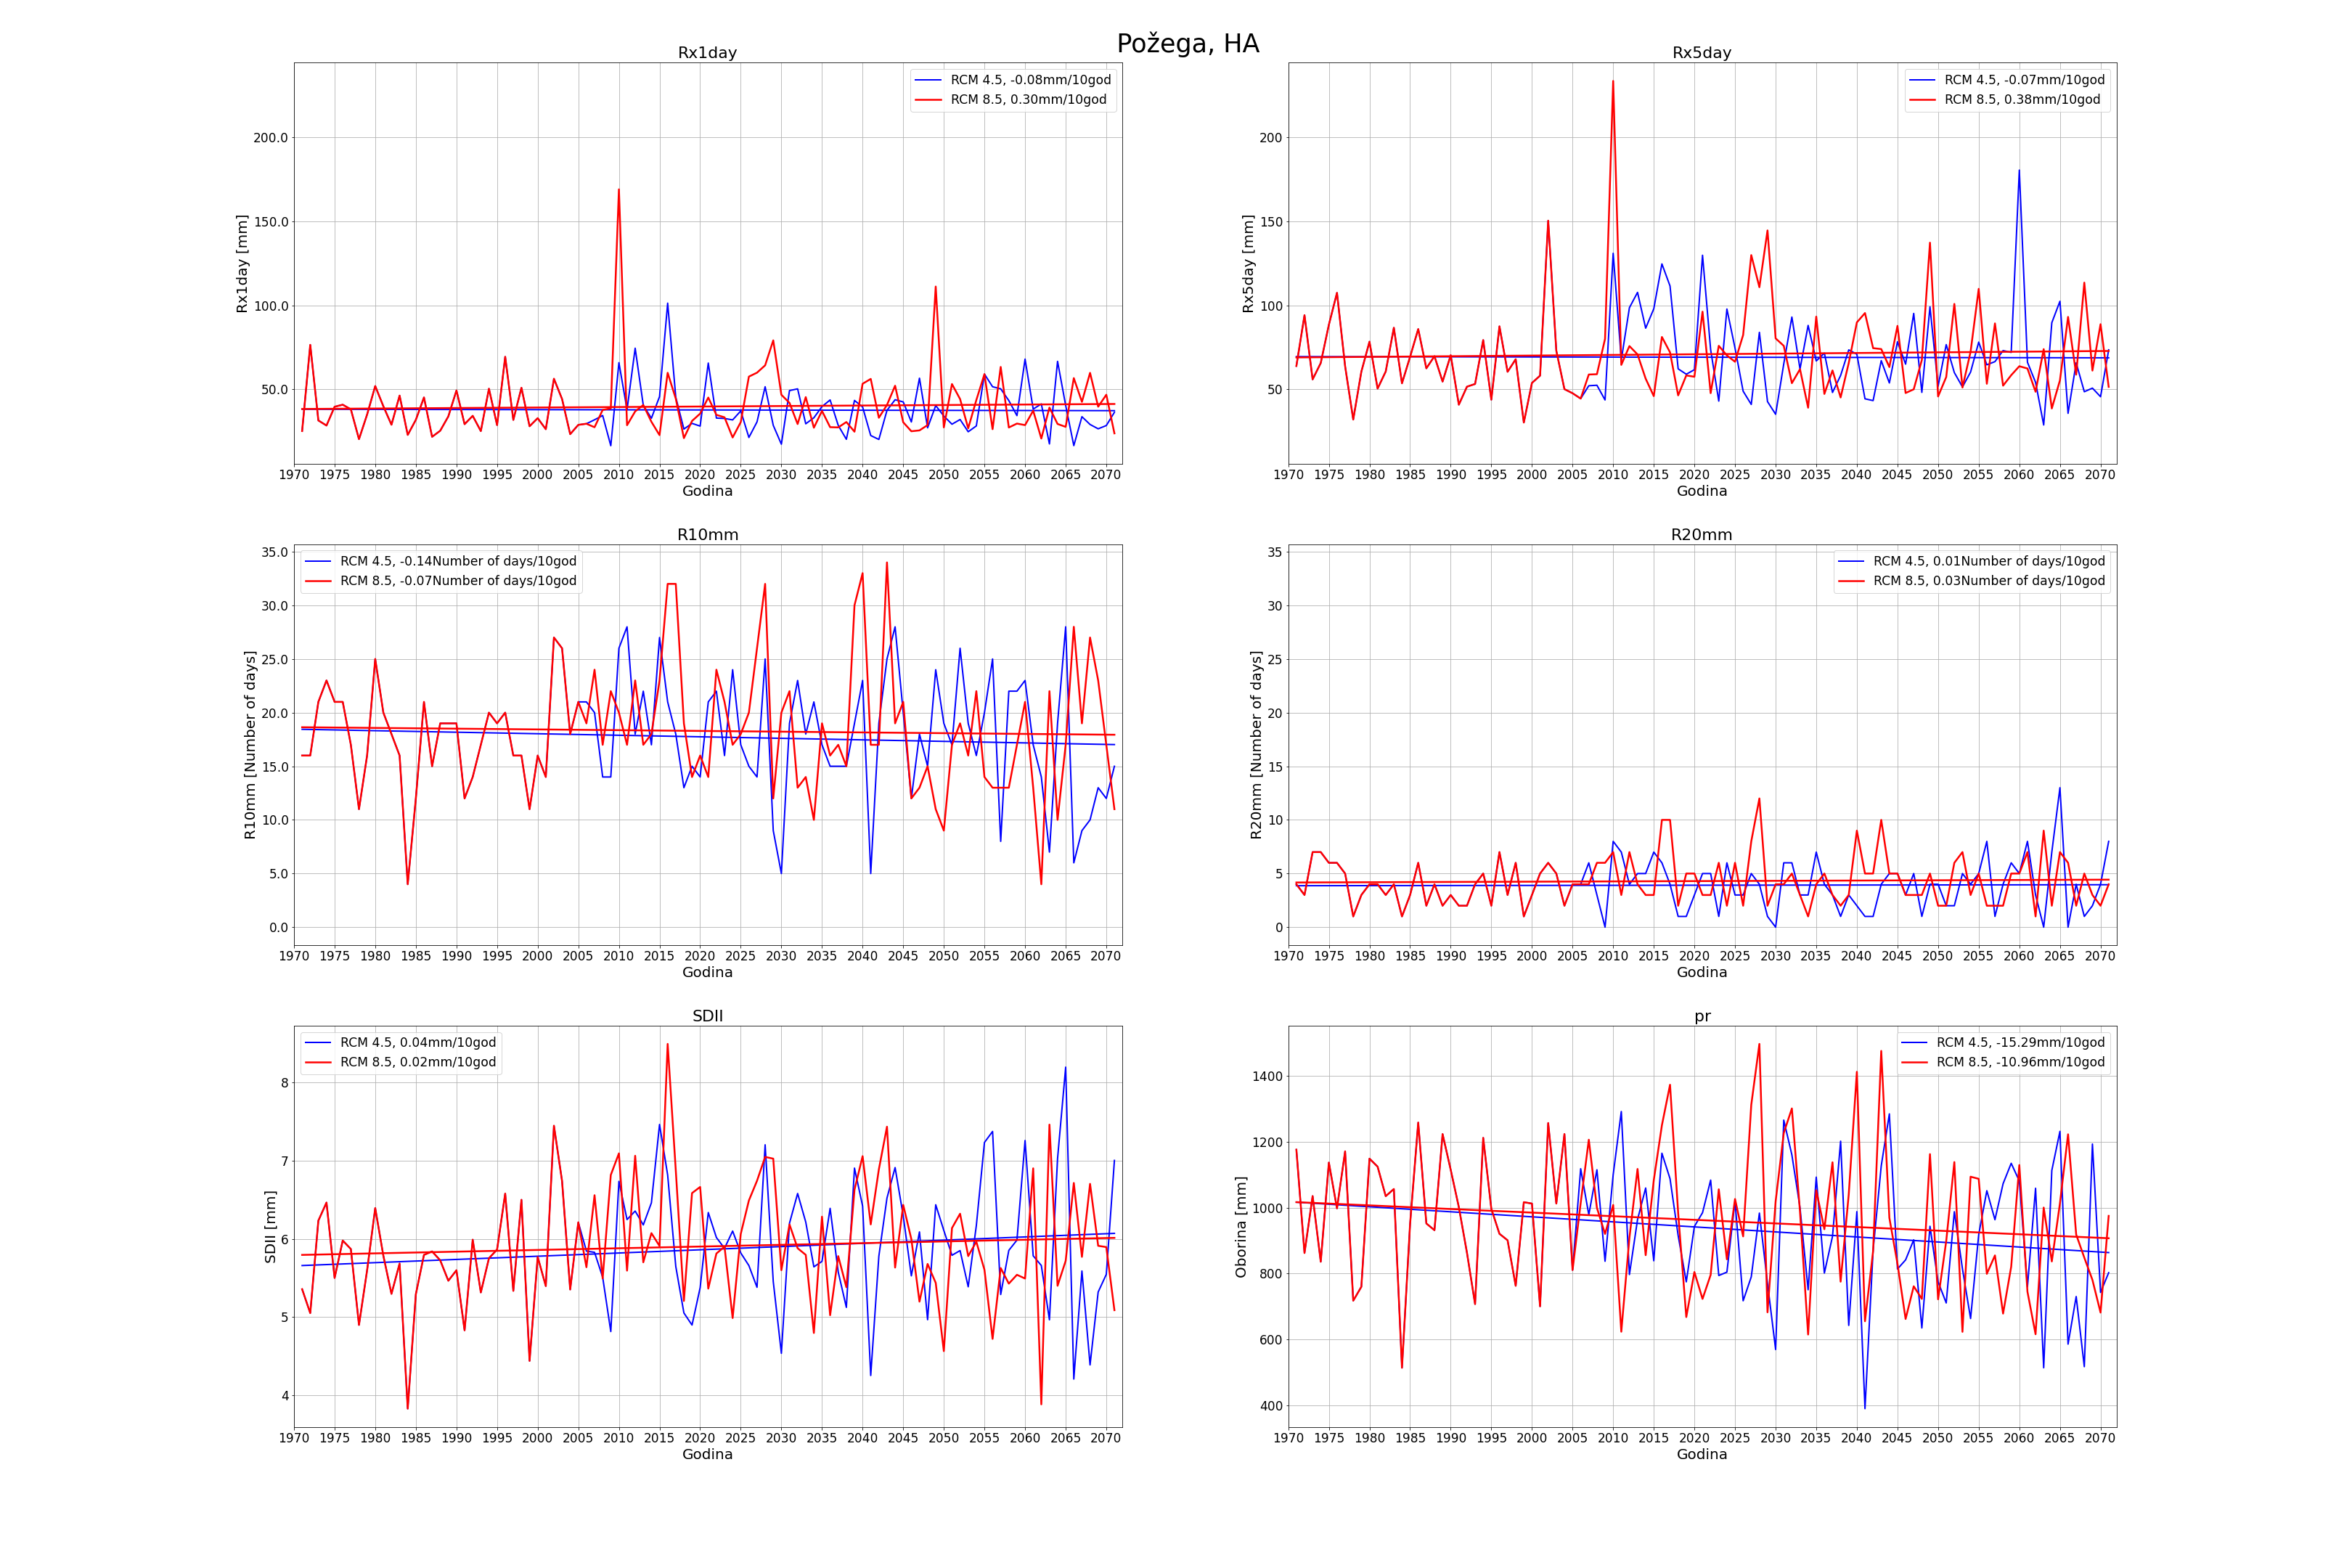 Požega, HA
Rx1day
RCM 4.5, -0.08mm/10god
RCM 8.5, 0.30mm/10god
200.0
150.0
100.0
50.0
Rx1day [mm]
1970 1975 1980 1985 1990 1995 2000 2005 2010 2015 2020 2025 2030 2035 2040 2045 2050 2055 2060 2065 2070
Godina
Rx5day
RCM 4.5, -0.07mm/10god
RCM 8.5, 0.38mm/10god
200
150
100
50
Rx5day [mm]
1970 1975 1980 1985 1990 1995 2000 2005 2010 2015 2020 2025 2030 2035 2040 2045 2050 2055 2060 2065 2070
Godina
R10mm
RCM 4.5, -0.14Number of days/10god
RCM 8.5, -0.07Number of days/10god
35.0
30.0
25.0
20.0
15.0
10.0
5.0
0.0
R10mm [Number of days]
1970 1975 1980 1985 1990 1995 2000 2005 2010 2015 2020 2025 2030 2035 2040 2045 2050 2055 2060 2065 2070
Godina
R20mm
RCM 4.5, 0.01Number of days/10god
RCM 8.5, 0.03Number of days/10god
35
30
25
20
15
10
5
0
R20mm [Number of days]
1970 1975 1980 1985 1990 1995 2000 2005 2010 2015 2020 2025 2030 2035 2040 2045 2050 2055 2060 2065 2070
Godina
SDII
RCM 4.5, 0.04mm/10god
RCM 8.5, 0.02mm/10god
8
7
6
5
4
SDII [mm]
1970 1975 1980 1985 1990 1995 2000 2005 2010 2015 2020 2025 2030 2035 2040 2045 2050 2055 2060 2065 2070
Godina
pr
RCM 4.5, -15.29mm/10god
RCM 8.5, -10.96mm/10god
1400
1200
1000
800
600
400
Oborina [mm]
1970 1975 1980 1985 1990 1995 2000 2005 2010 2015 2020 2025 2030 2035 2040 2045 2050 2055 2060 2065 2070
Godina